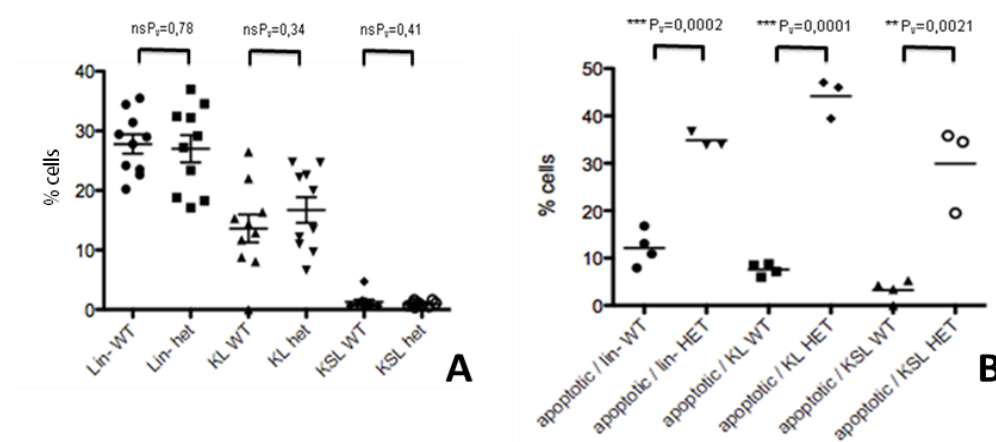 nsPv=0,78 nsPv=0,34 nsPv=0,41
% cells
40
30
20
10
0
Lin- WT
Lin- het
KL WT
KL het
KSL WT
KSL het
A
***Pv=0,0002 ***Pv=0,0001 **Pv=0,0021
% cells
50
40
30
20
10
0
apoptotic / lin- WT
apoptotic / lin- HET
apoptotic / KL WT
apoptotic / KL HET
apoptotic / KSL WT
apoptotic / KSL HET
B